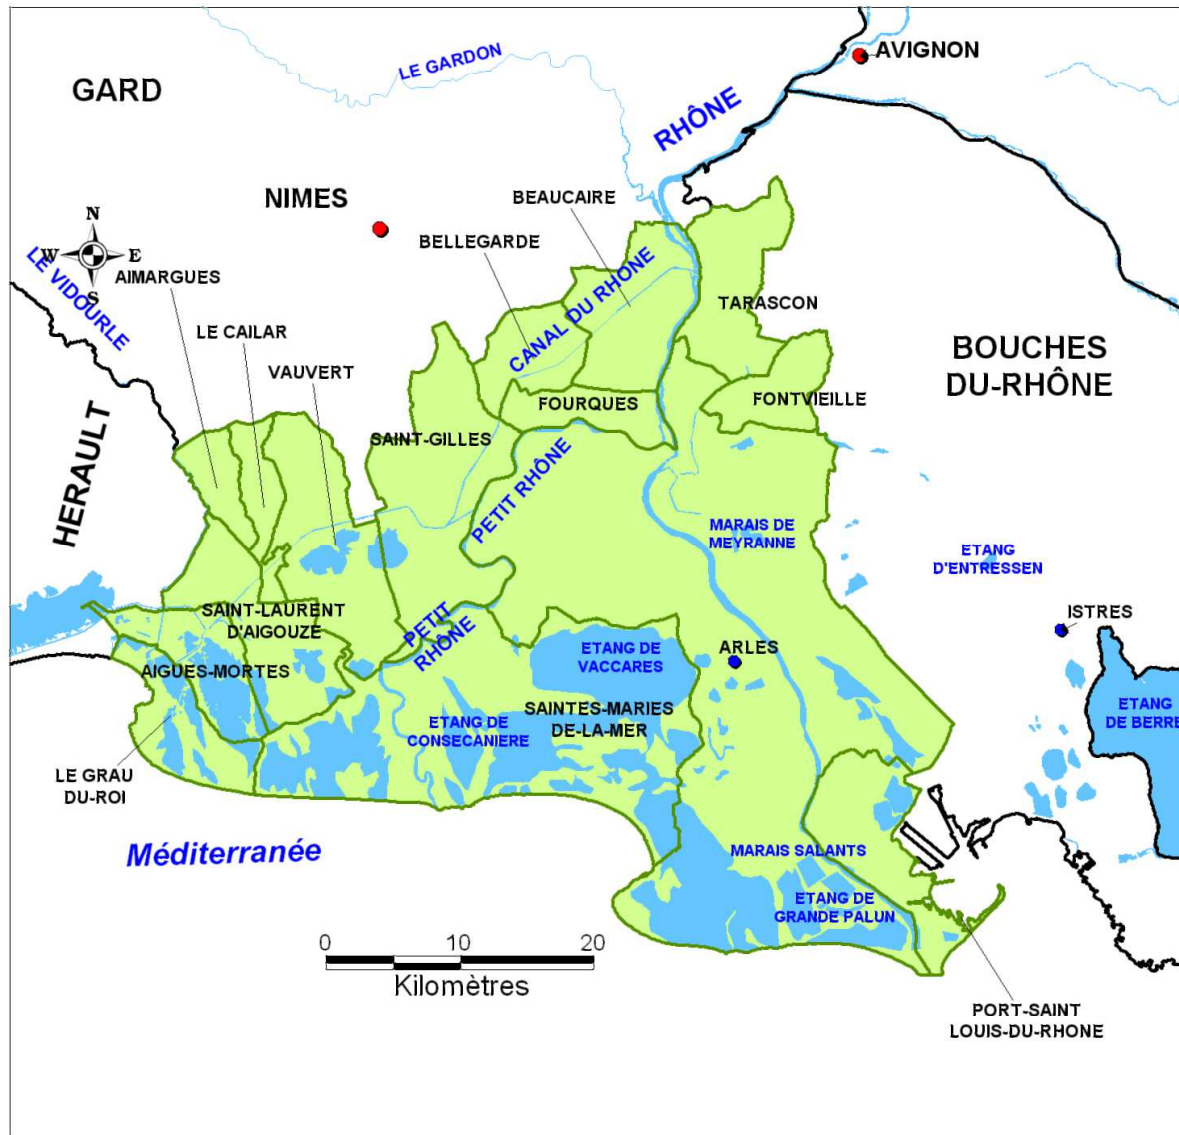 AVIGNON
LE GARDON
GARD
RHÔNE
NIMES
BEAUCAIRE
N
W
E
S
BELLEGARDE
LE VIDOURLE
AIMARGUES
CANAL DU RHONE
TARASCON
LE CAILAR
VAUVERT
BOUCHES
DU-RHÔNE
FOURQUES
FONTVIEILLE
HERAULT
SAINT-GILLES
PETIT RHÔNE
MARAIS DE
MEYRANNE
ETANG
D'ENTRESSEN
SAINT-LAURENT
D'AIGOUZE
PETIT
RHÔNE
ISTRES
ETANG DE
VACCARES
ARLES
AIGUES-MORTES
ETANG
DE BERRE
ETANG DE
CONSECANIERE
SAINTES-MARIES
DE-LA-MER
LE GRAU
DU-ROI
Méditerranée
MARAIS SALANTS
ETANG DE
GRANDE PALUN
0 10 20
Kilomètres
PORT-SAINT
LOUIS-DU-RHONE